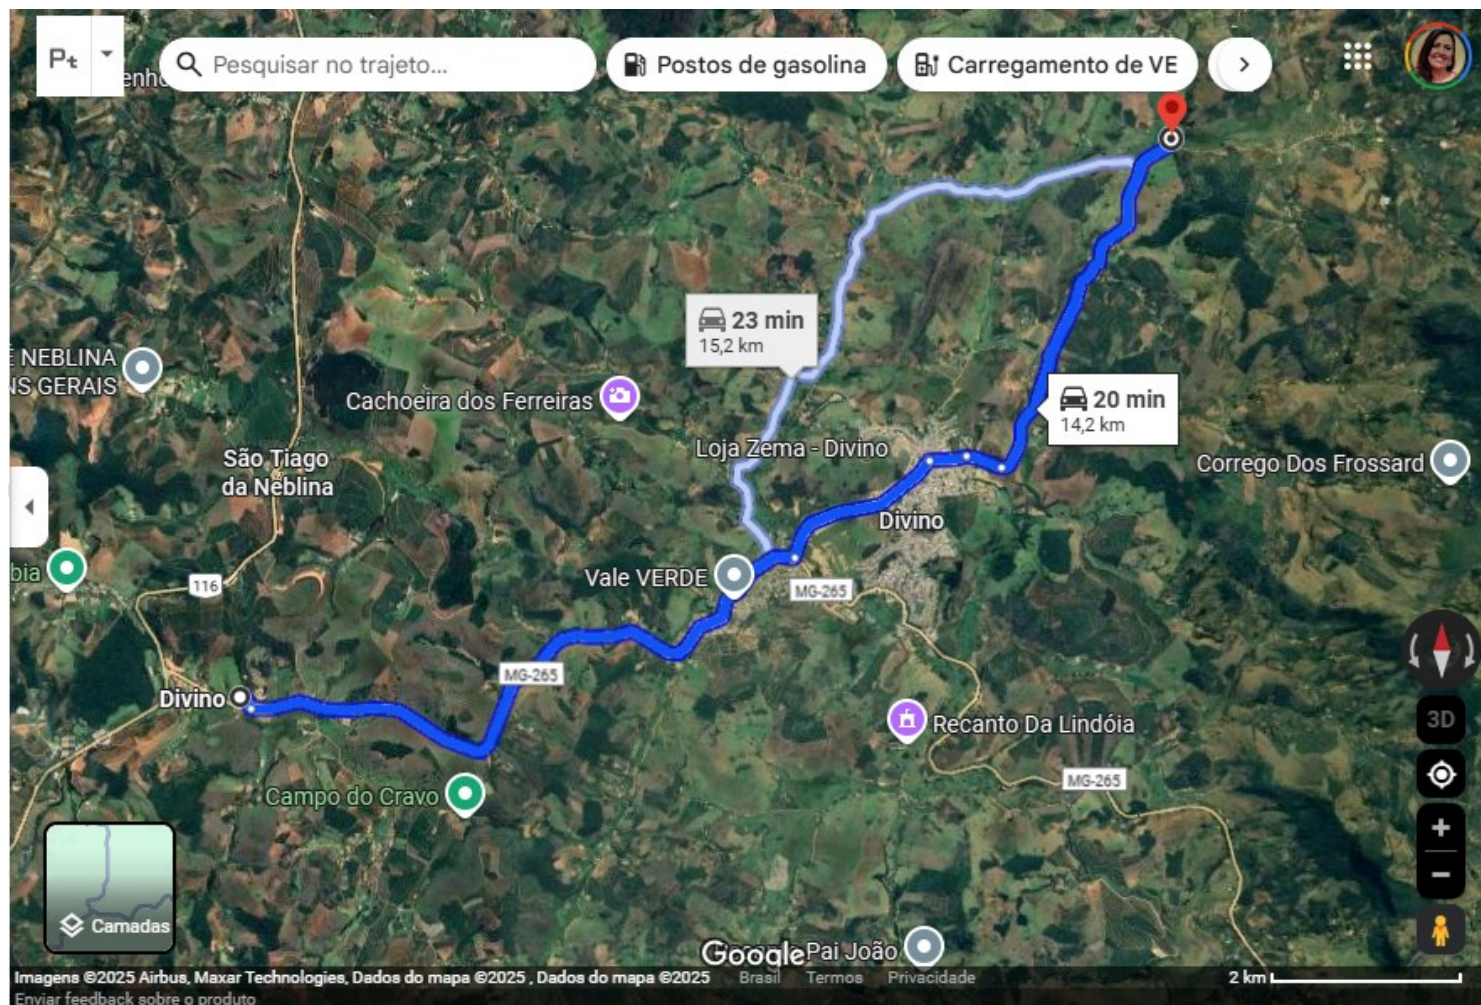 Pt
enho
Pesquisar no trajeto...
Postos de gasolina
Carregamento de VE
23 min
15,2 km
E NEBLINA
NS GERAIS
Cachoeira dos Ferreiras
20 min
14,2 km
Loja Zema - Divino
São Tiago
da Neblina
Corrego Dos Frossard
Divino
bia
116
Vale VERDE
MG-265
MG-265
Divino
Recanto Da Lindóia
3D
MG-265
Campo do Cravo
Camadas
Google
Pai João
Imagens ©2025 Airbus, Maxar Technologies, Dados do mapa ©2025 , Dados do mapa ©2025 Brasil Termos Privacidade 2 km
Enviar feedback sobre o produto